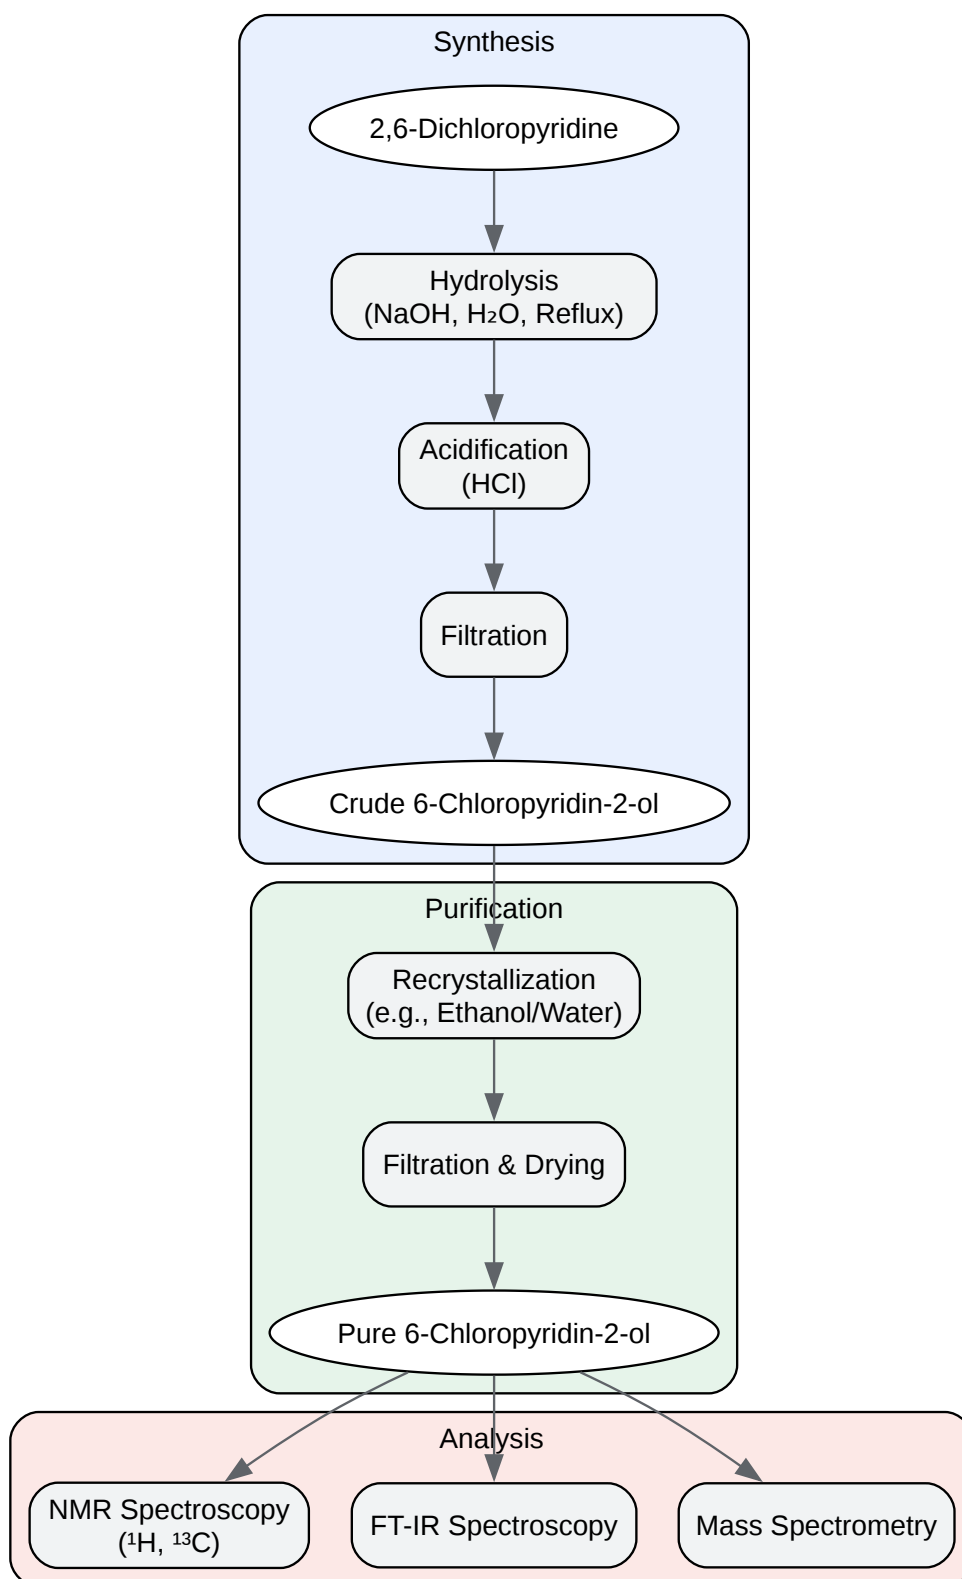 Synthesis
2,6-Dichloropyridine
Hydrolysis
(NaOH, H₂O, Reflux)
Acidification
(HCl)
Filtration
Crude 6-Chloropyridin-2-ol
Purification
Recrystallization
(e.g., Ethanol/Water)
Filtration & Drying
Pure 6-Chloropyridin-2-ol
Analysis
NMR Spectroscopy
(¹H, ¹³C)
FT-IR Spectroscopy
Mass Spectrometry